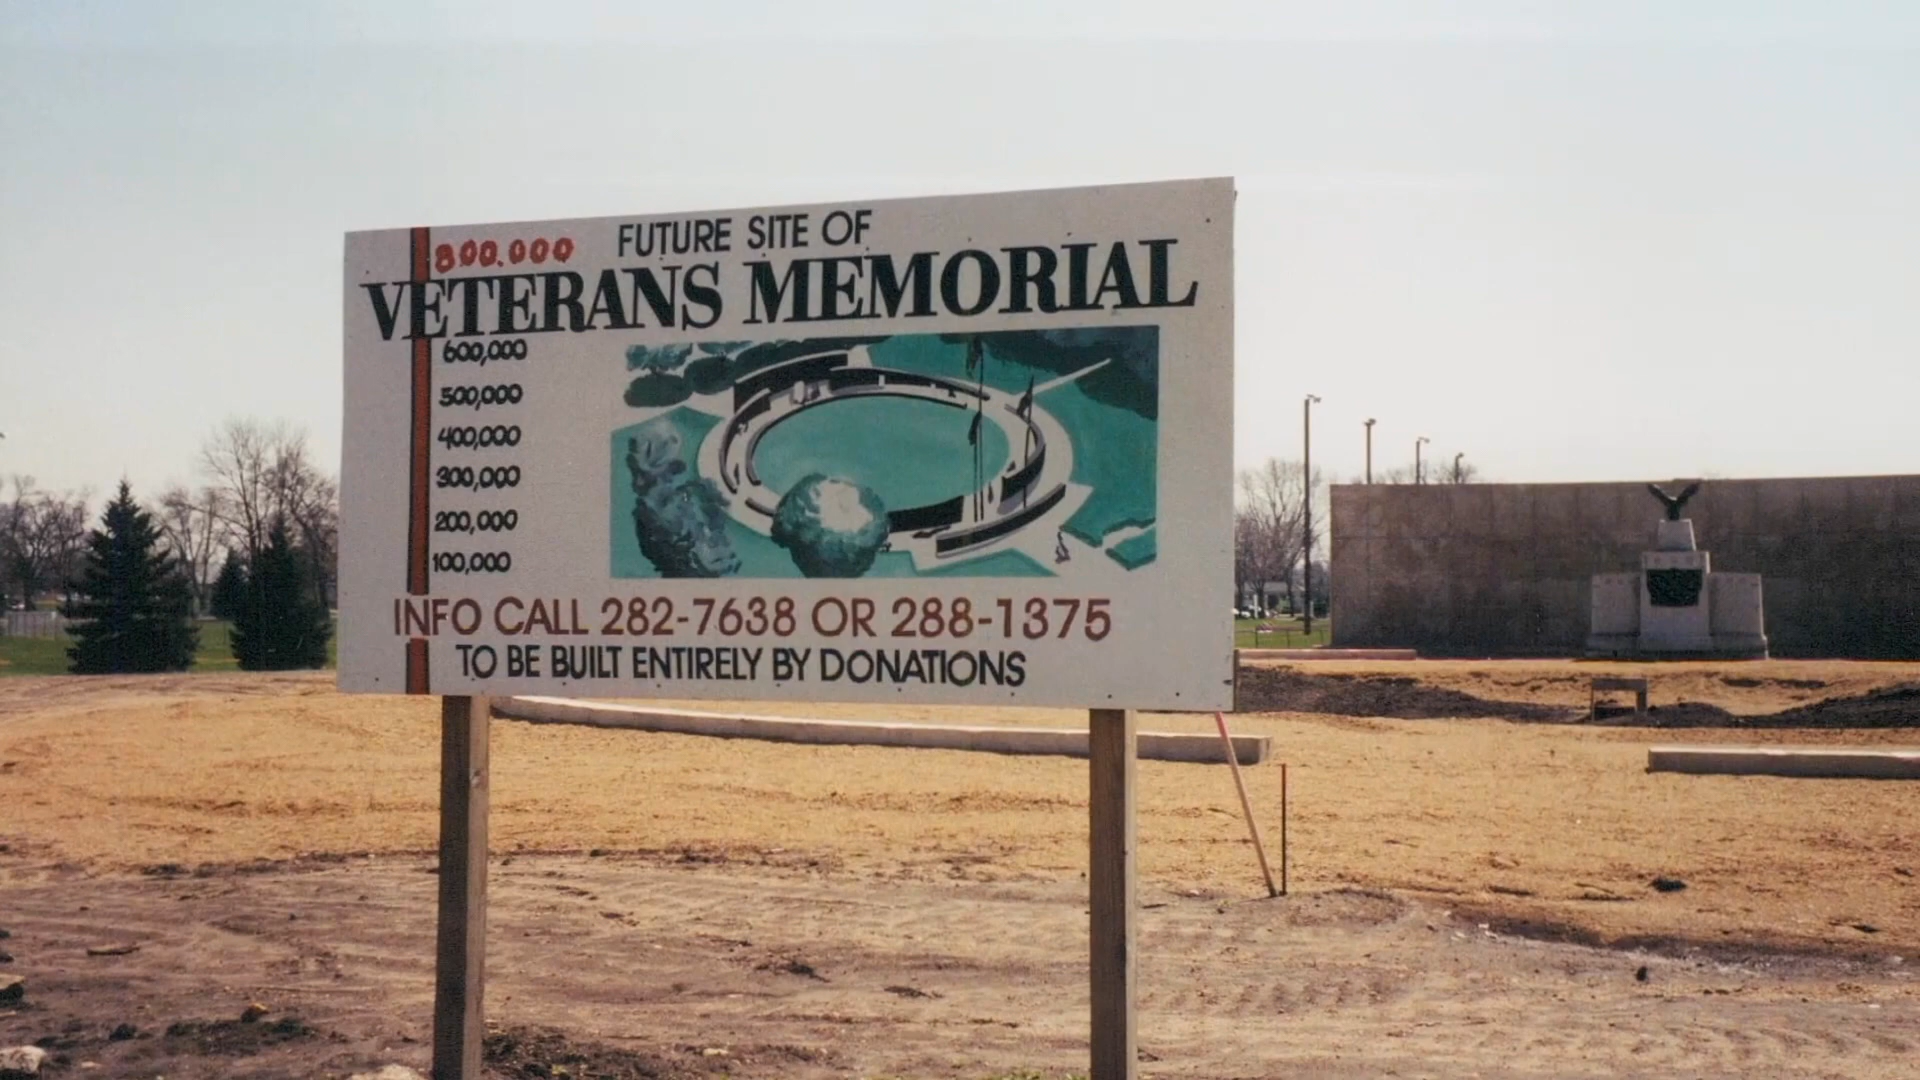 800.000
FUTURE SITE OF
VETERANS MEMORIAL
600,000
500,000
400,000
300,000
200,000
100,000
INFO CALL 282-7638 OR 288-1375
TO BE BUILT ENTIRELY BY DONATIONS